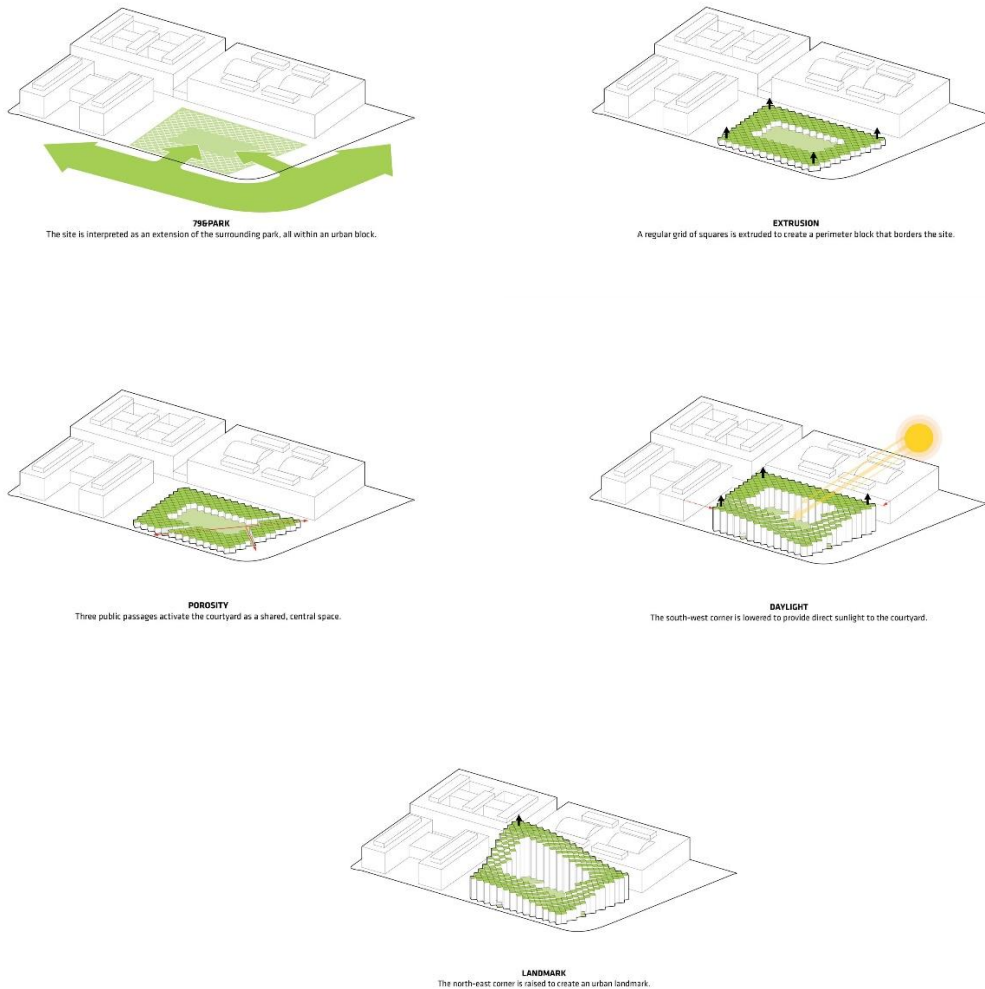 79&PARK
The site is interpreted as an extension of the surrounding park, all within an urban block.
EXTRUSION
A regular grid of squares is extruded to create a perimeter block that borders the site.
POROSITY
Three public passages activate the courtyard as a shared, central space.
DAYLIGHT
The south-west corner is lowered to provide direct sunlight to the courtyard.
LANDMARK
The north-east corner is raised to create an urban landmark.